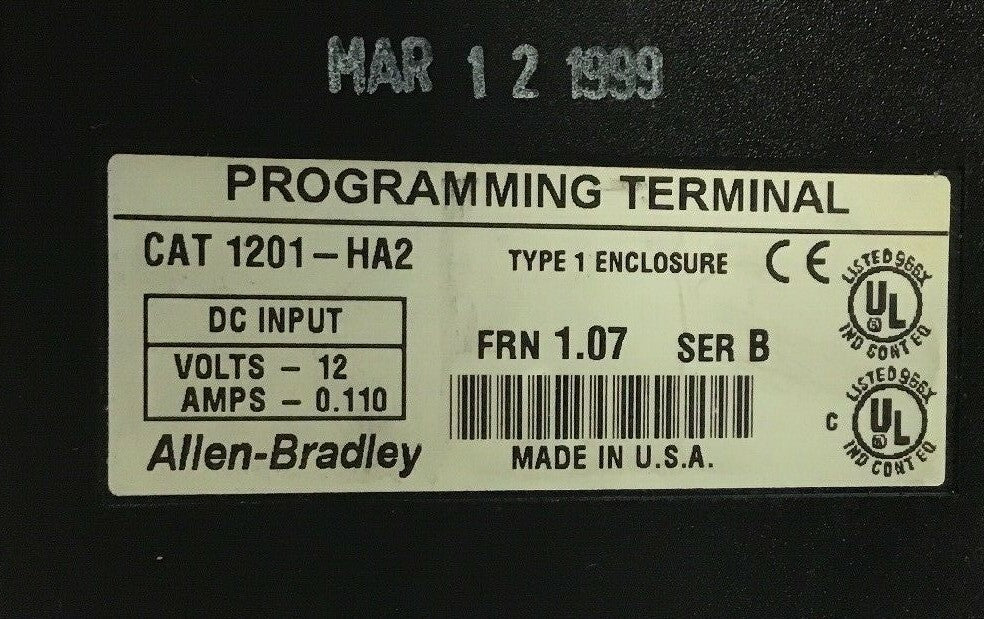 MAR 12 1999
PROGRAMMING TERMINAL
CAT 1201-HA2 TYPE 1 ENCLOSURE CE
LISTED 966X
UL
IND CONT EQ
DC INPUT
VOLTS - 12
AMPS - 0.110
FRN 1.07 SER B
LISTED 966X
C UL
IND CONT EQ
Allen-Bradley
MADE IN U.S.A.